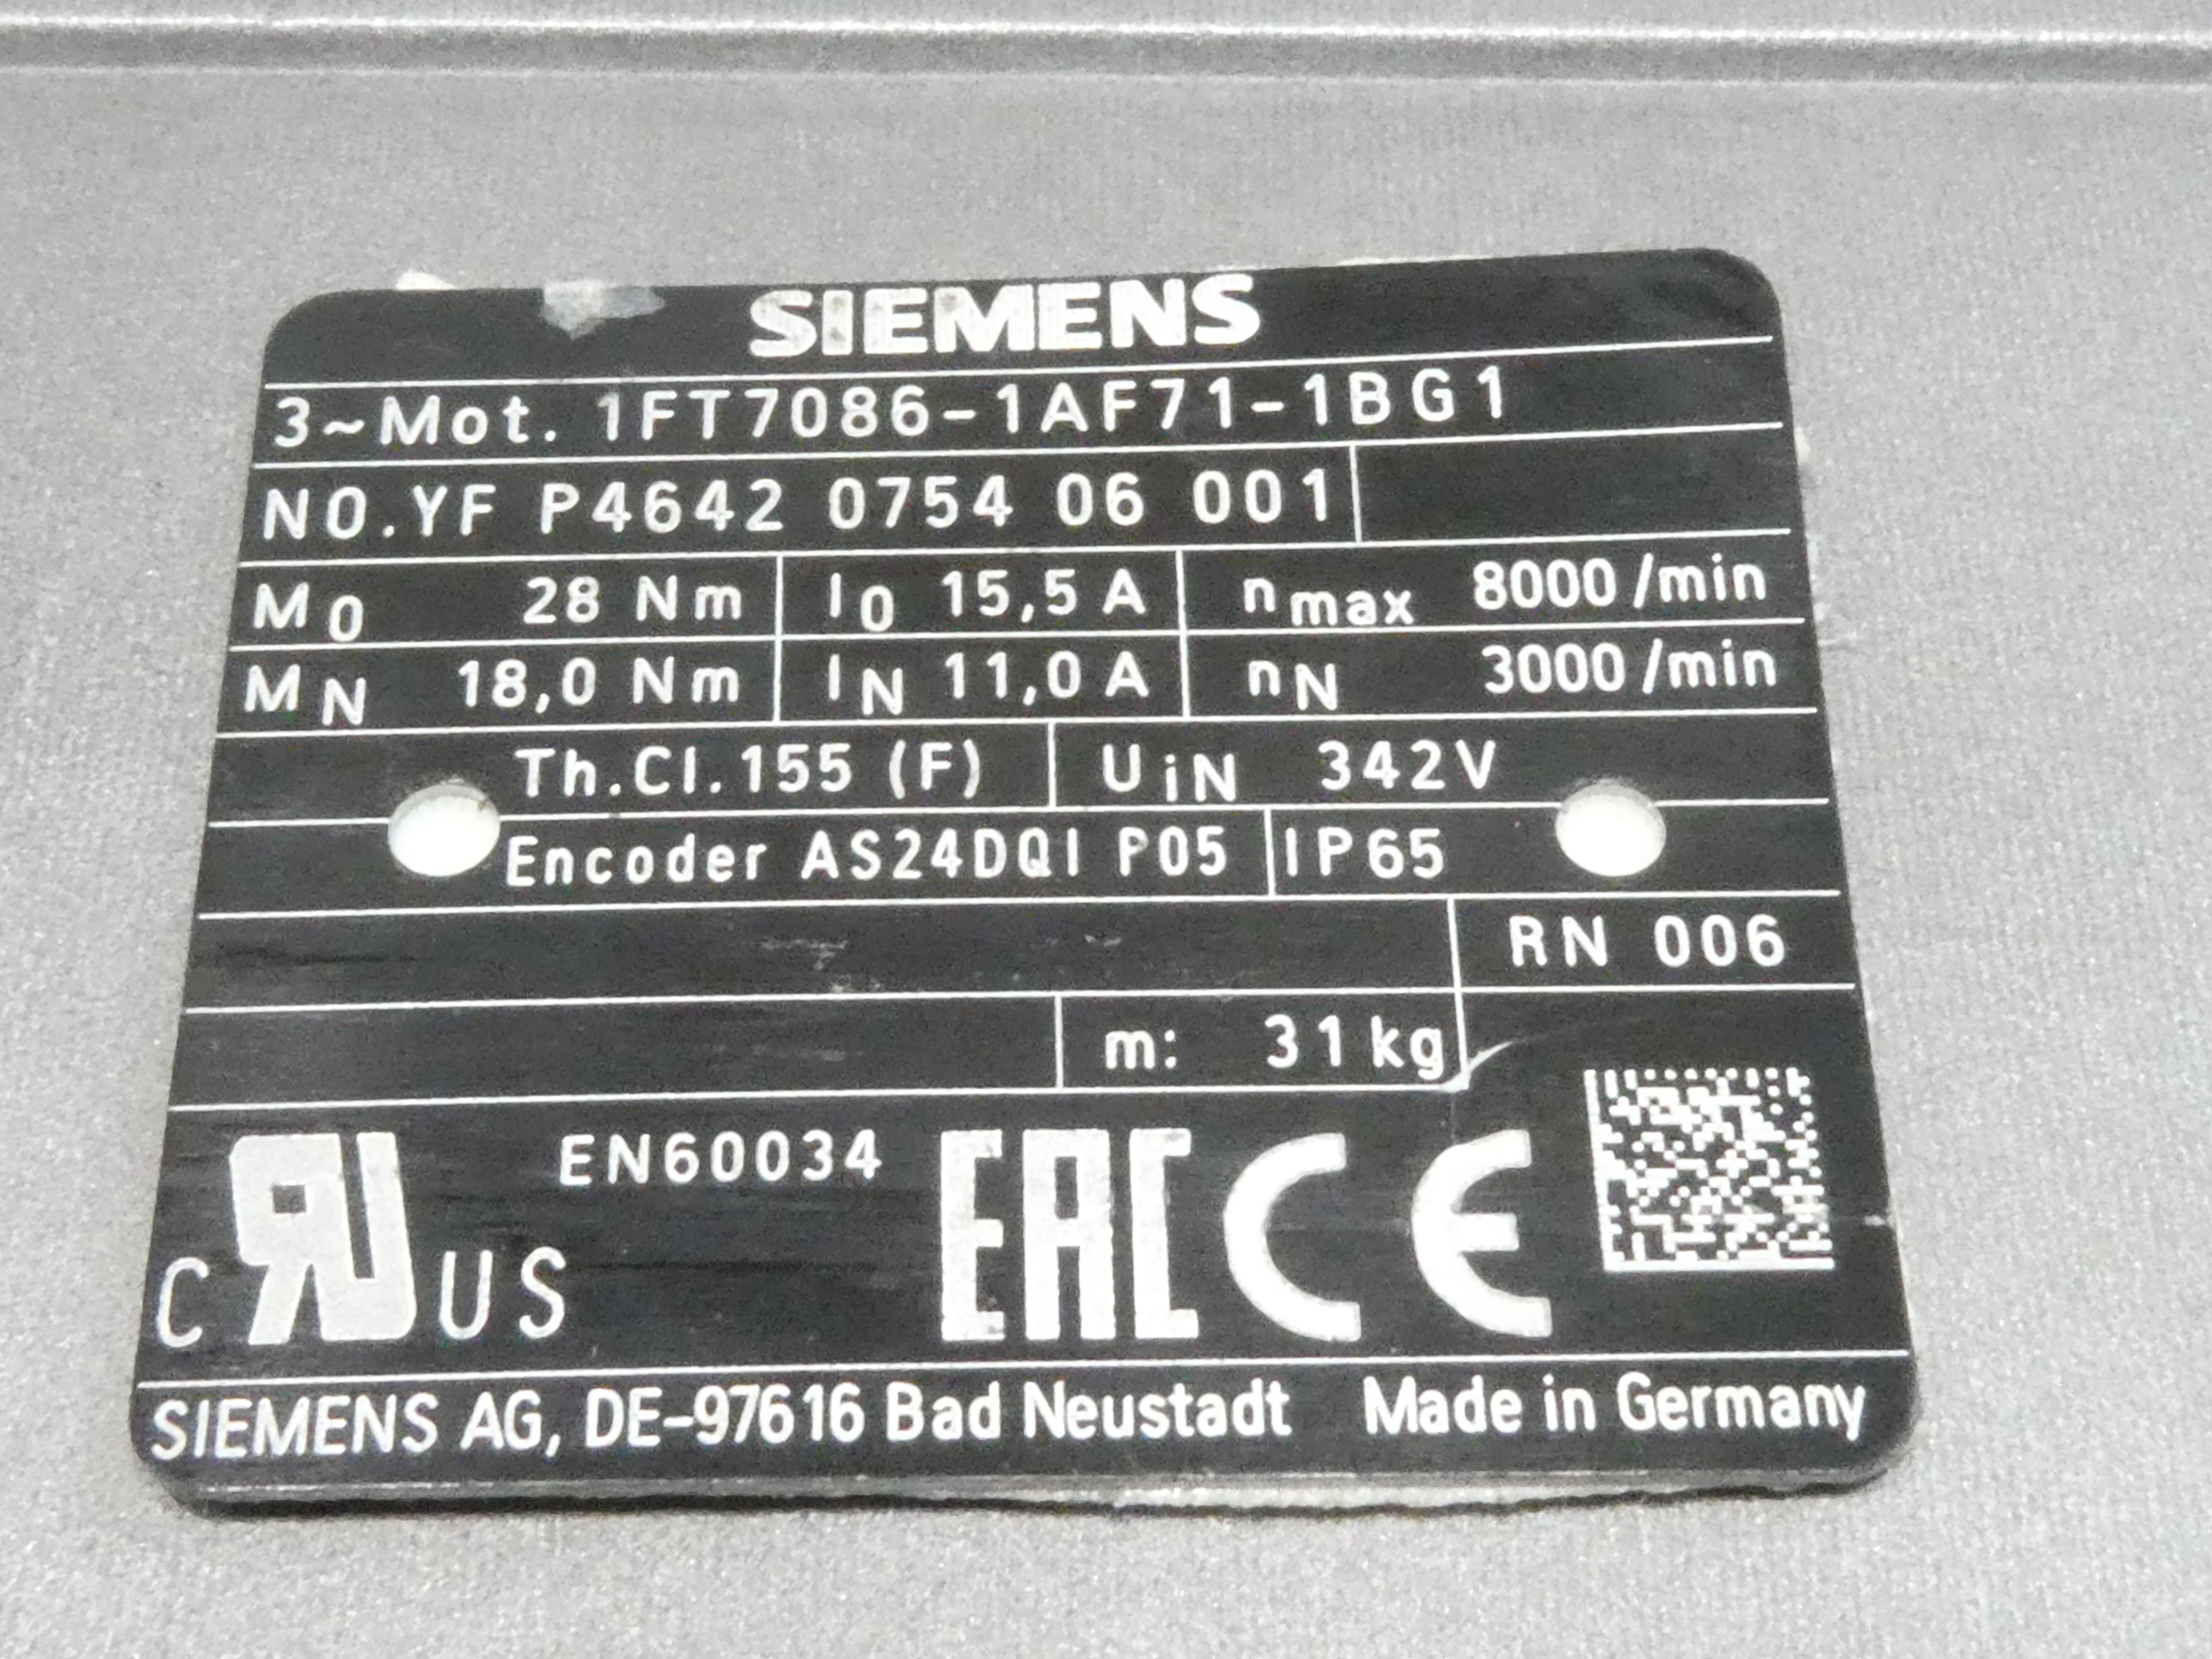 SIEMENS
3~Mot. 1FT7086-1AF71-1BG1
NO.YF P4642 0754 06 001
M0 28 Nm I0 15,5 A nmax 8000 /min
MN 18,0 Nm IN 11,0 A nN 3000 /min
Th.Cl.155 (F) UiN 342V
Encoder AS24DQI P05 IP65
RN 006
m: 31 kg
EN60034
C RU US EAC CE
SIEMENS AG, DE-97616 Bad Neustadt Made in Germany